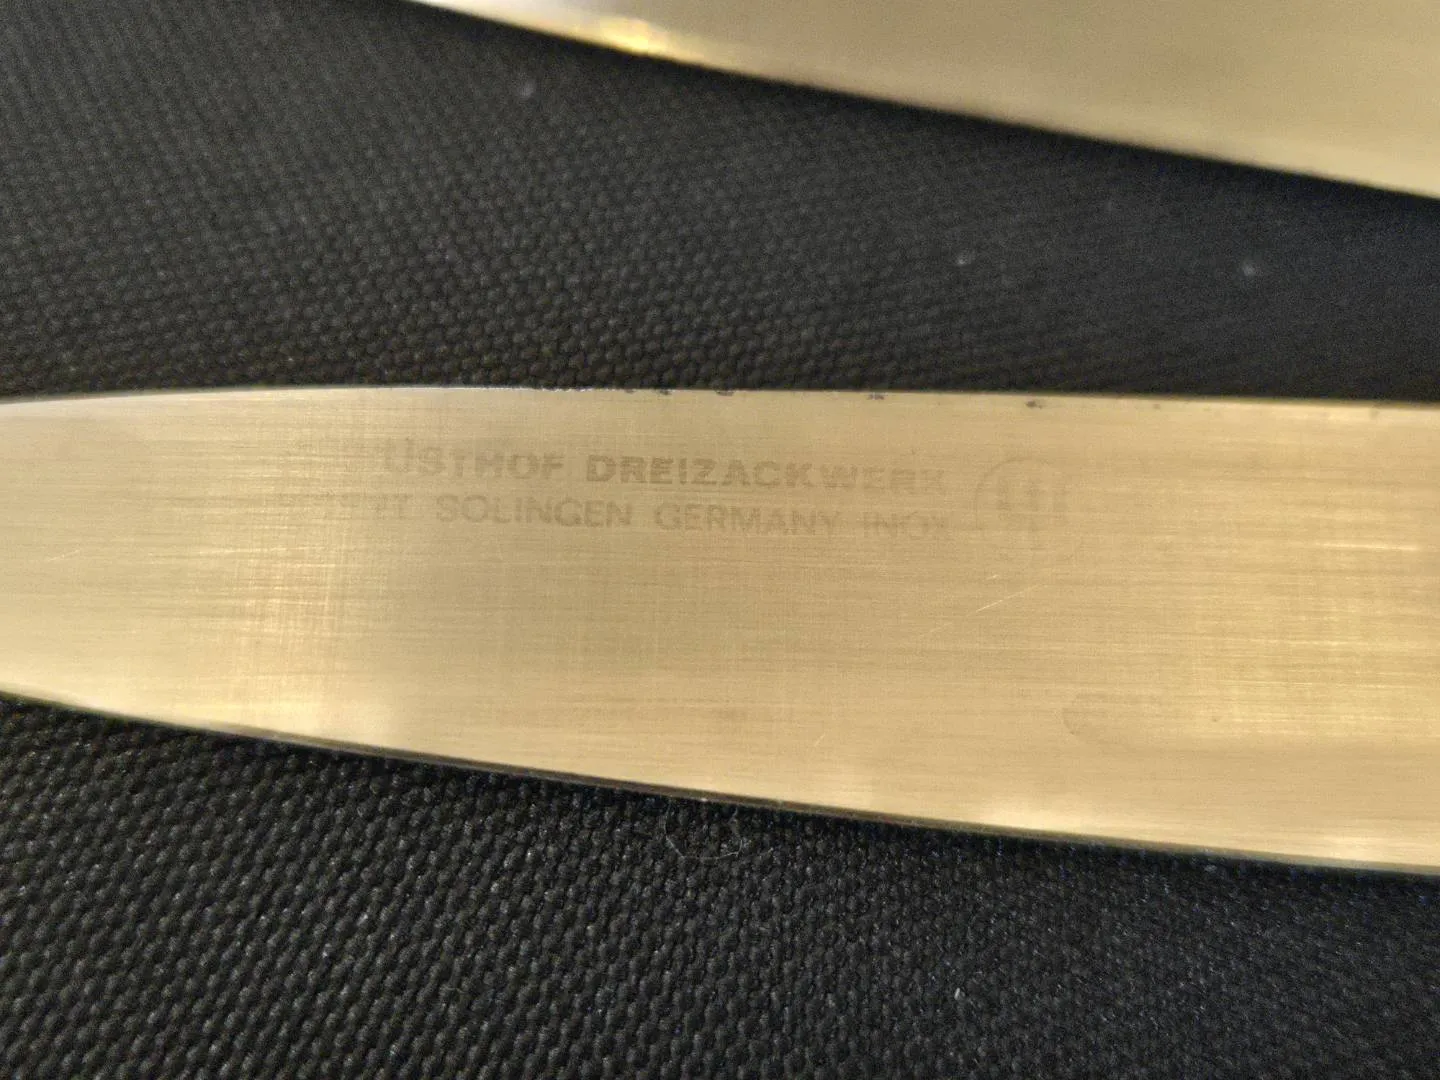 USTHOF DREIZACKWERK
SOLINGEN GERMANY INOX